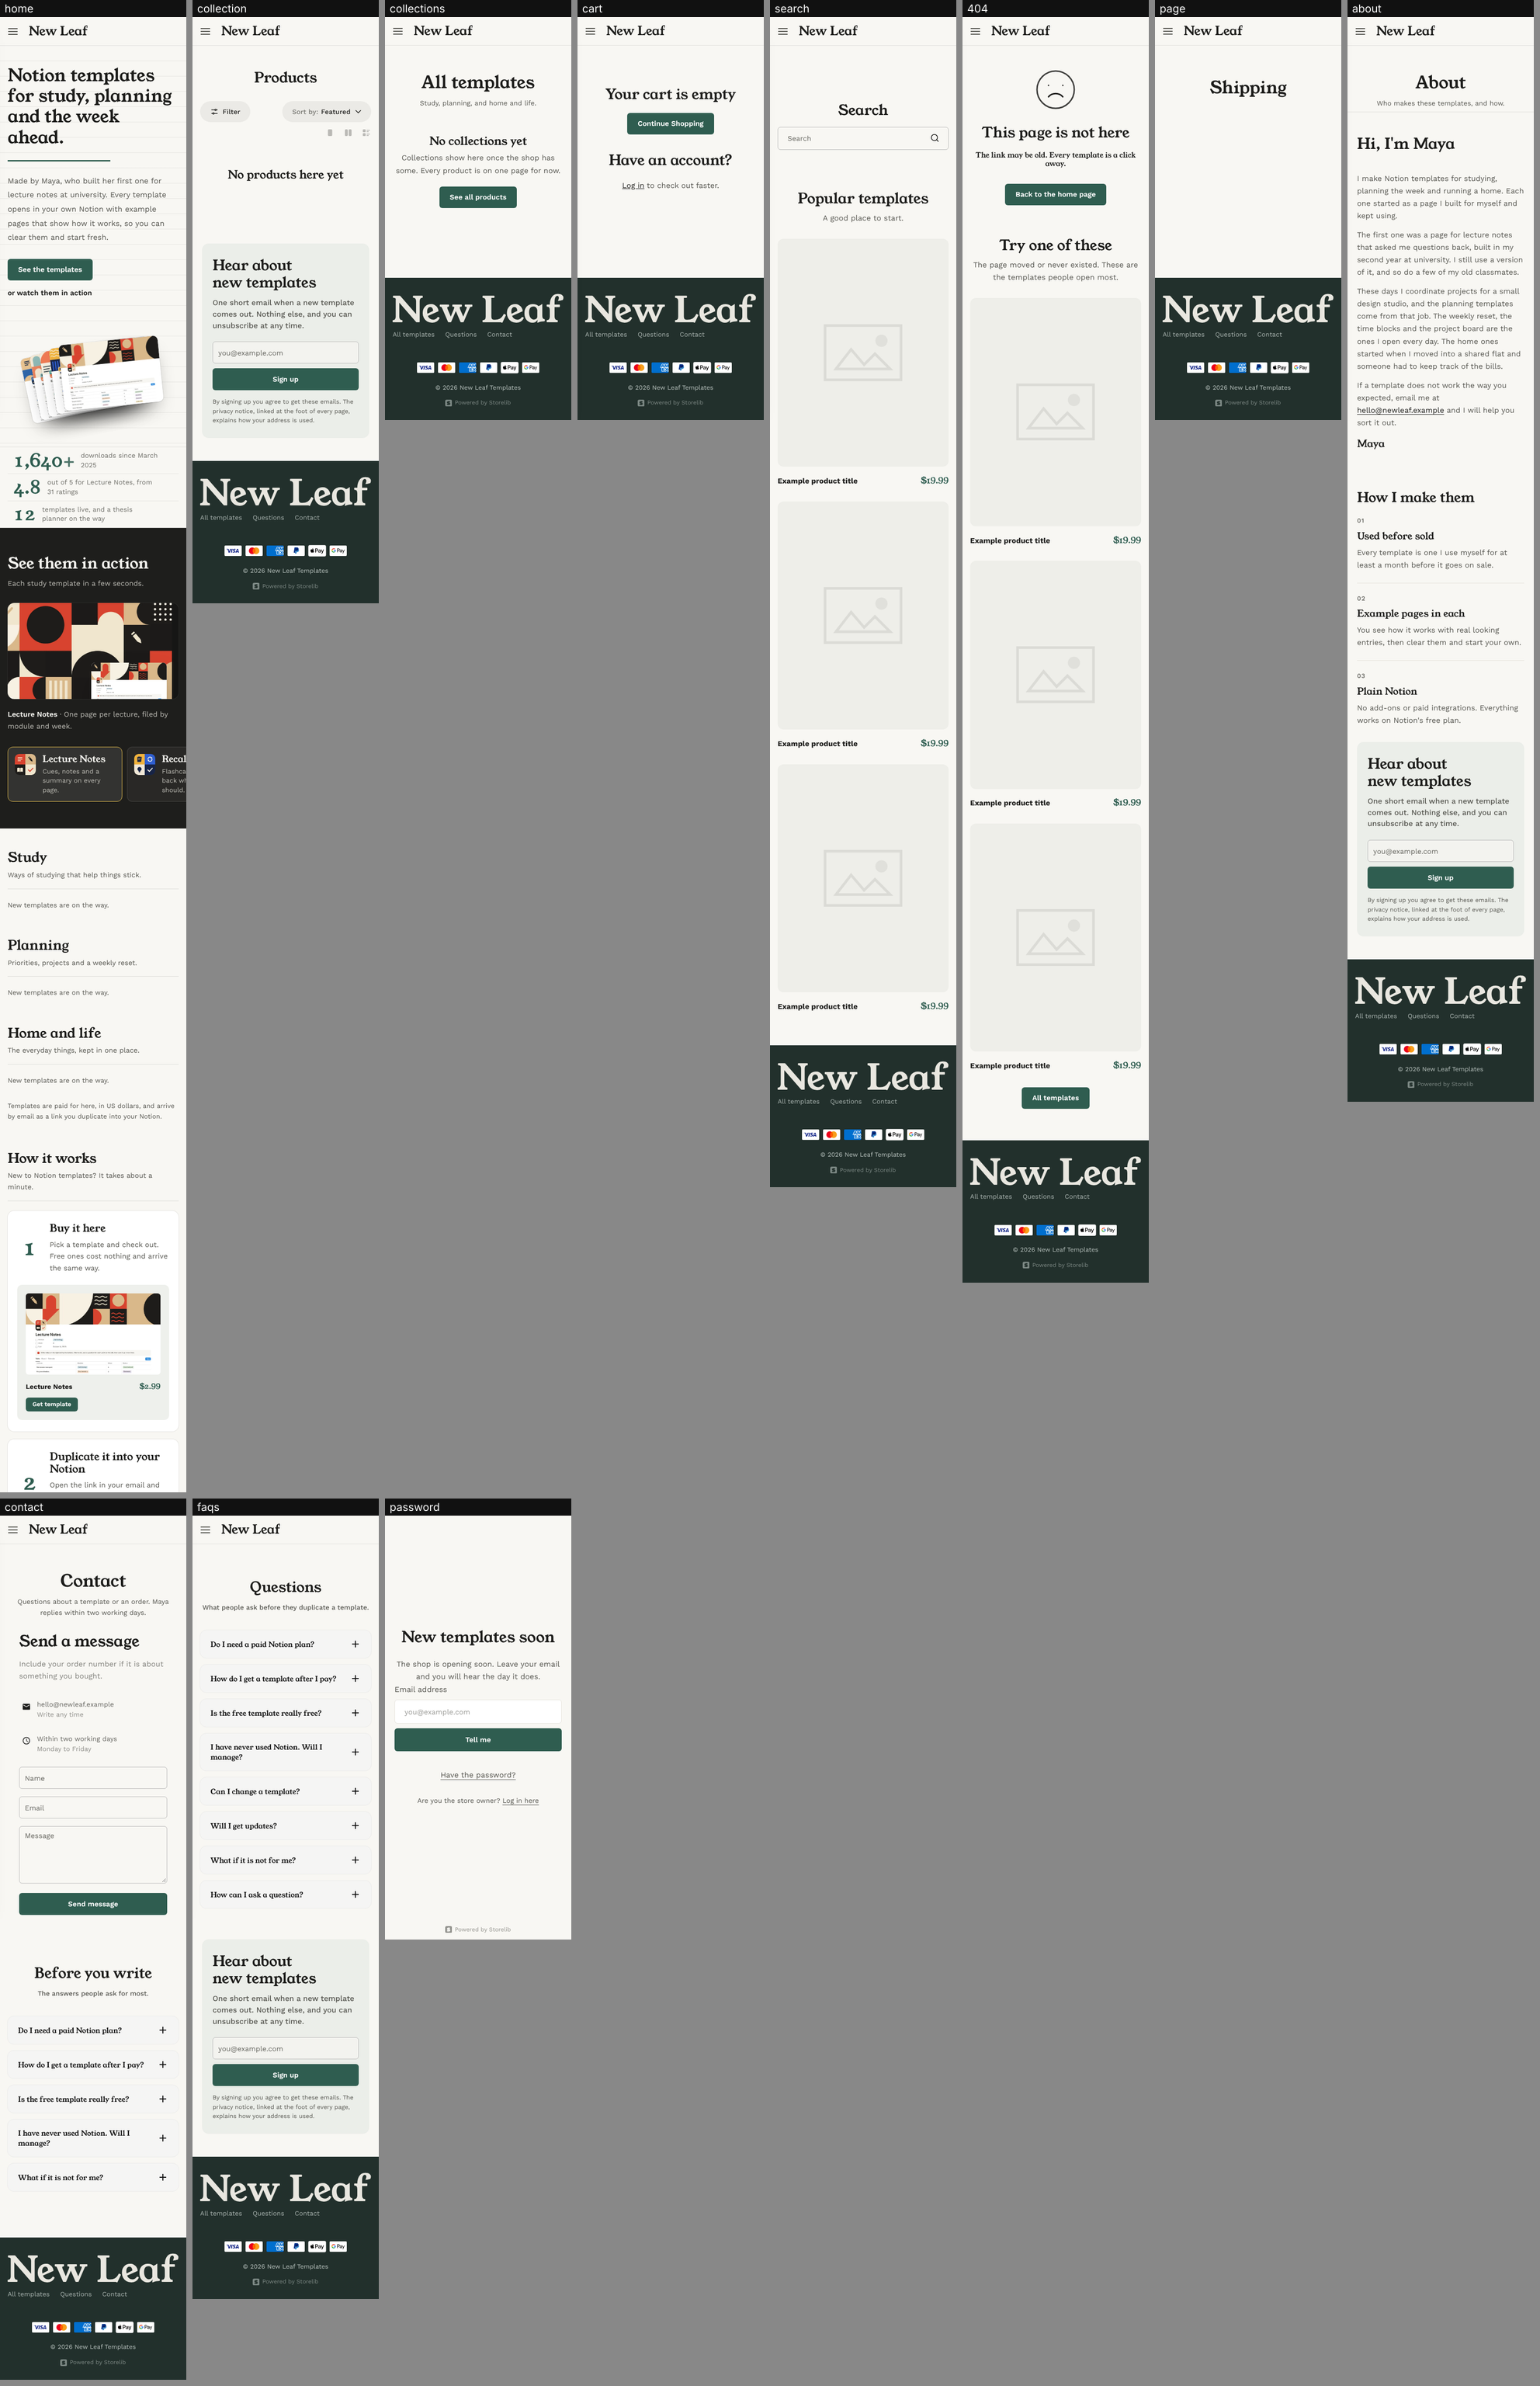 home
New Leaf
Notion templates
for study, planning
and the week
ahead.
Made by Maya, who built her first one for
lecture notes at university. Every template
opens in your own Notion with example
pages that show how it works, so you can
clear them and start fresh.
See the templates
or watch them in action
1,640+ downloads since March
2025
4.8 out of 5 for Lecture Notes, from
31 ratings
12 templates live, and a thesis
planner on the way
See them in action
Each study template in a few seconds.
Lecture Notes · One page per lecture, filed by
module and week.
Lecture Notes
Cues, notes and a
summary on every
page.
Study
Ways of studying that help things stick.
New templates are on the way.
Planning
Priorities, projects and a weekly reset.
New templates are on the way.
Home and life
The everyday things, kept in one place.
New templates are on the way.
Templates are paid for here, in US dollars, and arrive
by email as a link you duplicate into your Notion.
How it works
New to Notion templates? It takes about a
minute.
1
Buy it here
Pick a template and check out.
Free ones cost nothing and arrive
the same way.
Lecture Notes
Lecture Notes $2.99
Get template
2
Duplicate it into your
Notion
Open the link in your email and
collection
New Leaf
Products
Filter
Sort by: Featured
No products here yet
Hear about
new templates
One short email when a new template
comes out. Nothing else, and you can
unsubscribe at any time.
you@example.com
Sign up
By signing up you agree to get these emails. The
privacy notice, linked at the foot of every page,
explains how your address is used.
New Leaf
All templates Questions Contact
VISA Pay G Pay
© 2026 New Leaf Templates
Powered by Storelib
collections
New Leaf
All templates
Study, planning, and home and life.
No collections yet
Collections show here once the shop has
some. Every product is on one page for now.
See all products
New Leaf
All templates Questions Contact
VISA Pay G Pay
© 2026 New Leaf Templates
Powered by Storelib
cart
New Leaf
Your cart is empty
Continue Shopping
Have an account?
Log in to check out faster.
New Leaf
All templates Questions Contact
VISA Pay G Pay
© 2026 New Leaf Templates
Powered by Storelib
search
New Leaf
Search
Search
Popular templates
A good place to start.
Example product title $19.99
Example product title $19.99
Example product title $19.99
New Leaf
All templates Questions Contact
VISA Pay G Pay
© 2026 New Leaf Templates
Powered by Storelib
404
New Leaf
This page is not here
The link may be old. Every template is a click
away.
Back to the home page
Try one of these
The page moved or never existed. These are
the templates people open most.
Example product title $19.99
Example product title $19.99
Example product title $19.99
All templates
New Leaf
All templates Questions Contact
VISA Pay G Pay
© 2026 New Leaf Templates
Powered by Storelib
page
New Leaf
Shipping
New Leaf
All templates Questions Contact
VISA Pay G Pay
© 2026 New Leaf Templates
Powered by Storelib
about
New Leaf
About
Who makes these templates, and how.
Hi, I'm Maya
I make Notion templates for studying,
planning the week and running a home. Each
one started as a page I built for myself and
kept using.
The first one was a page for lecture notes
that asked me questions back, built in my
second year at university. I still use a version
of it, and so do a few of my old classmates.
These days I coordinate projects for a small
design studio, and the planning templates
come from that job. The weekly reset, the
time blocks and the project board are the
ones I open every day. The home ones
started when I moved into a shared flat and
someone had to keep track of the bills.
If a template does not work the way you
expected, email me at
hello@newleaf.example and I will help you
sort it out.
Maya
How I make them
01
Used before sold
Every template is one I use myself for at
least a month before it goes on sale.
02
Example pages in each
You see how it works with real looking
entries, then clear them and start your own.
03
Plain Notion
No add-ons or paid integrations. Everything
works on Notion's free plan.
Hear about
new templates
One short email when a new template
comes out. Nothing else, and you can
unsubscribe at any time.
you@example.com
Sign up
By signing up you agree to get these emails. The
privacy notice, linked at the foot of every page,
explains how your address is used.
New Leaf
All templates Questions Contact
VISA Pay G Pay
© 2026 New Leaf Templates
Powered by Storelib
contact
New Leaf
Contact
Questions about a template or an order. Maya
replies within two working days.
Send a message
Include your order number if it is about
something you bought.
hello@newleaf.example
Write any time
Within two working days
Monday to Friday
Name
Email
Message
Send message
Before you write
The answers people ask for most.
Do I need a paid Notion plan?
How do I get a template after I pay?
Is the free template really free?
I have never used Notion. Will I
manage?
What if it is not for me?
New Leaf
All templates Questions Contact
VISA Pay G Pay
© 2026 New Leaf Templates
Powered by Storelib
faqs
New Leaf
Questions
What people ask before they duplicate a template.
Do I need a paid Notion plan?
How do I get a template after I pay?
Is the free template really free?
I have never used Notion. Will I
manage?
Can I change a template?
Will I get updates?
What if it is not for me?
How can I ask a question?
Hear about
new templates
One short email when a new template
comes out. Nothing else, and you can
unsubscribe at any time.
you@example.com
Sign up
By signing up you agree to get these emails. The
privacy notice, linked at the foot of every page,
explains how your address is used.
New Leaf
All templates Questions Contact
VISA Pay G Pay
© 2026 New Leaf Templates
Powered by Storelib
password
New templates soon
The shop is opening soon. Leave your email
and you will hear the day it does.
Email address
you@example.com
Tell me
Have the password?
Are you the store owner? Log in here
Powered by Storelib